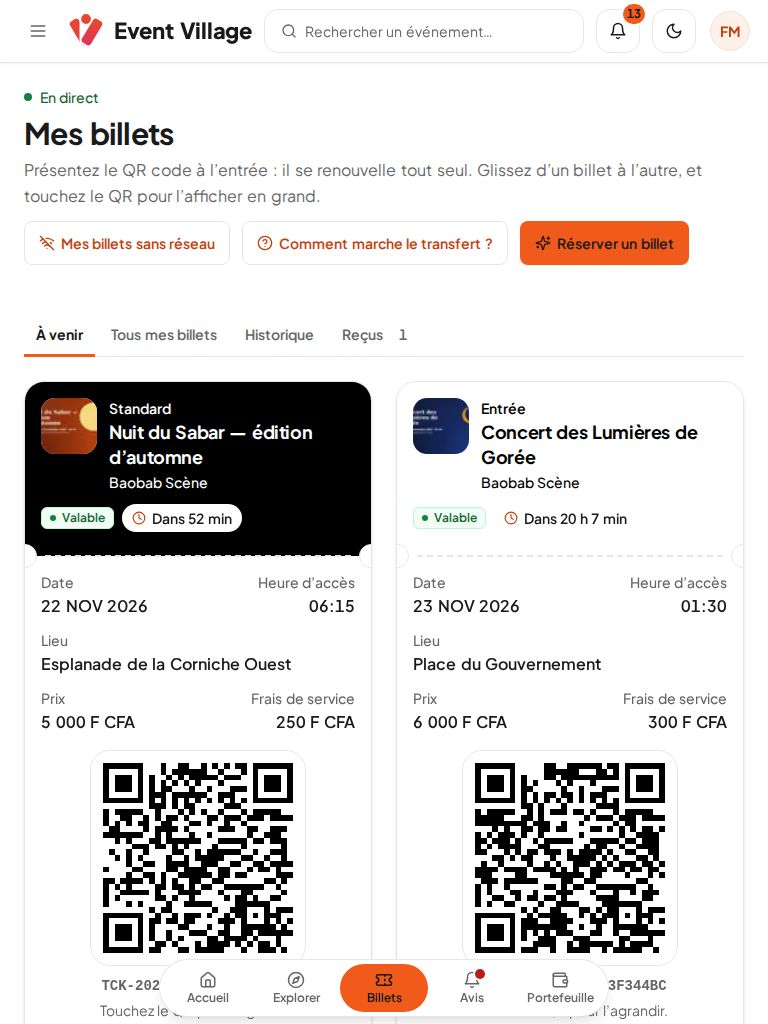 Event Village
Rechercher un événement…
13
FM
En direct
Mes billets
Présentez le QR code à l’entrée : il se renouvelle tout seul. Glissez d’un billet à l’autre, et
touchez le QR pour l’afficher en grand.
Mes billets sans réseau
Comment marche le transfert ?
Réserver un billet
À venir
Tous mes billets
Historique
Reçus 1
Standard
Nuit du Sabar — édition
d’automne
Baobab Scène
Valable
Dans 52 min
Date
Heure d’accès
22 NOV 2026
06:15
Lieu
Esplanade de la Corniche Ouest
Prix
Frais de service
5 000 F CFA
250 F CFA
Entrée
Concert des Lumières de
Gorée
Baobab Scène
Valable
Dans 20 h 7 min
Date
Heure d’accès
23 NOV 2026
01:30
Lieu
Place du Gouvernement
Prix
Frais de service
6 000 F CFA
300 F CFA
TCK-202
3F344BC
Touchez le
l’agrandir.
Accueil
Explorer
Billets
Avis
Portefeuille